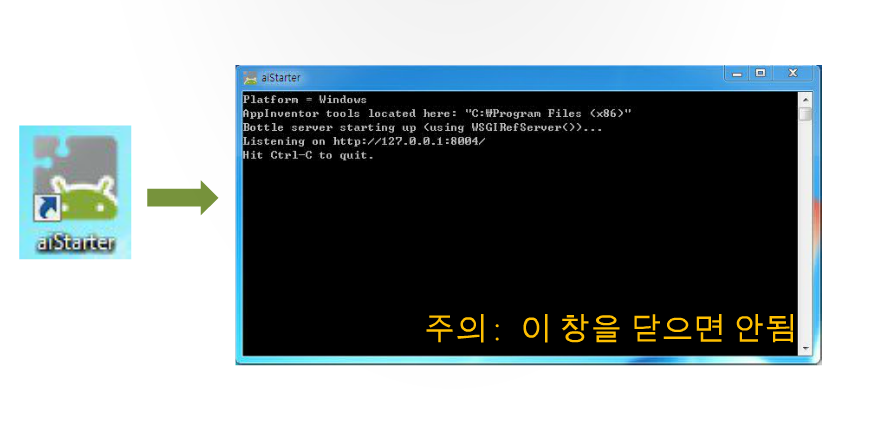 aiStarter
Platform = Windows
AppInventor tools located here: "C:₩Program Files (x86)"
Bottle server starting up (using WSGIRefServer())...
Listening on http://127.0.0.1:8004/
Hit Ctrl-C to quit.
aiStarter
주의 : 이 창을 닫으면 안됨